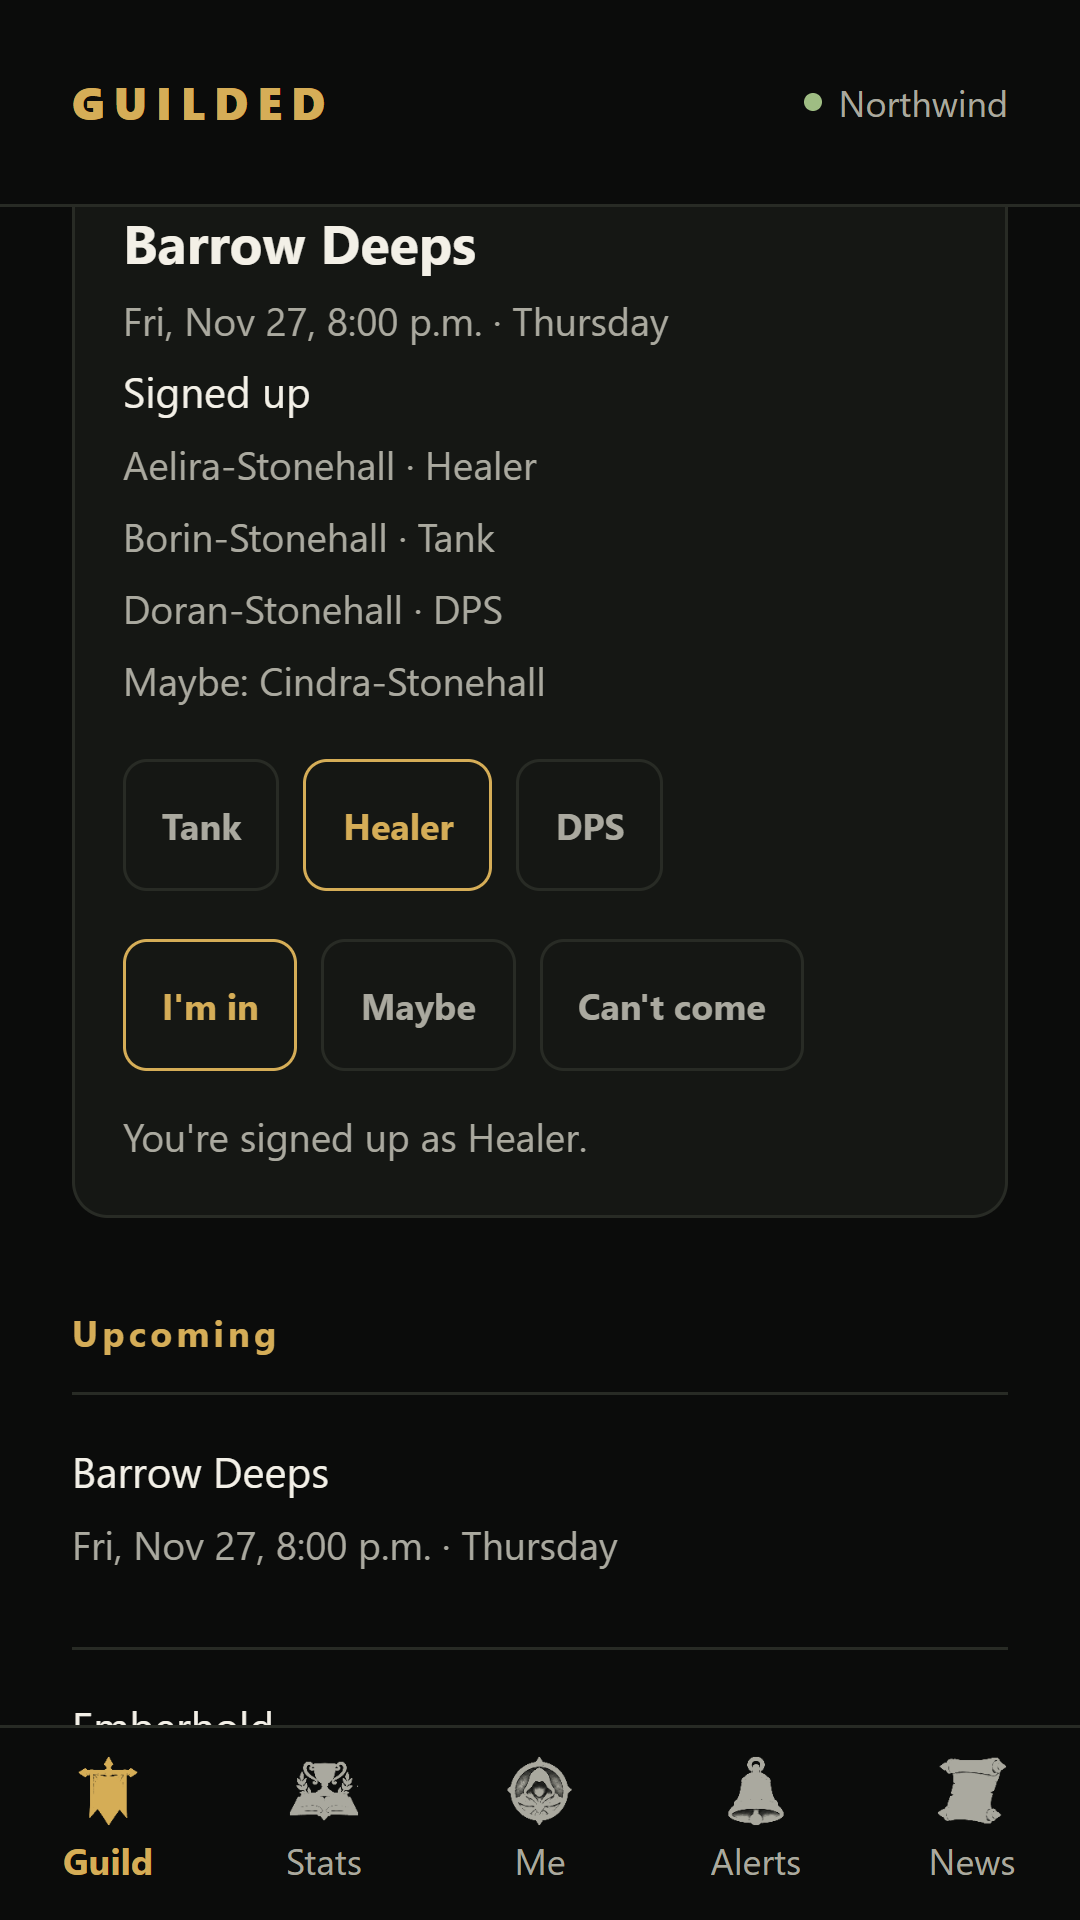 GUILDED
Northwind
Barrow Deeps
Fri, Nov 27, 8:00 p.m. · Thursday
Signed up
Aelira-Stonehall · Healer
Borin-Stonehall · Tank
Doran-Stonehall · DPS
Maybe: Cindra-Stonehall
Tank Healer DPS
I'm in Maybe Can't come
You're signed up as Healer.
Upcoming
Barrow Deeps
Fri, Nov 27, 8:00 p.m. · Thursday
Emberhold
Guild Stats Me Alerts News